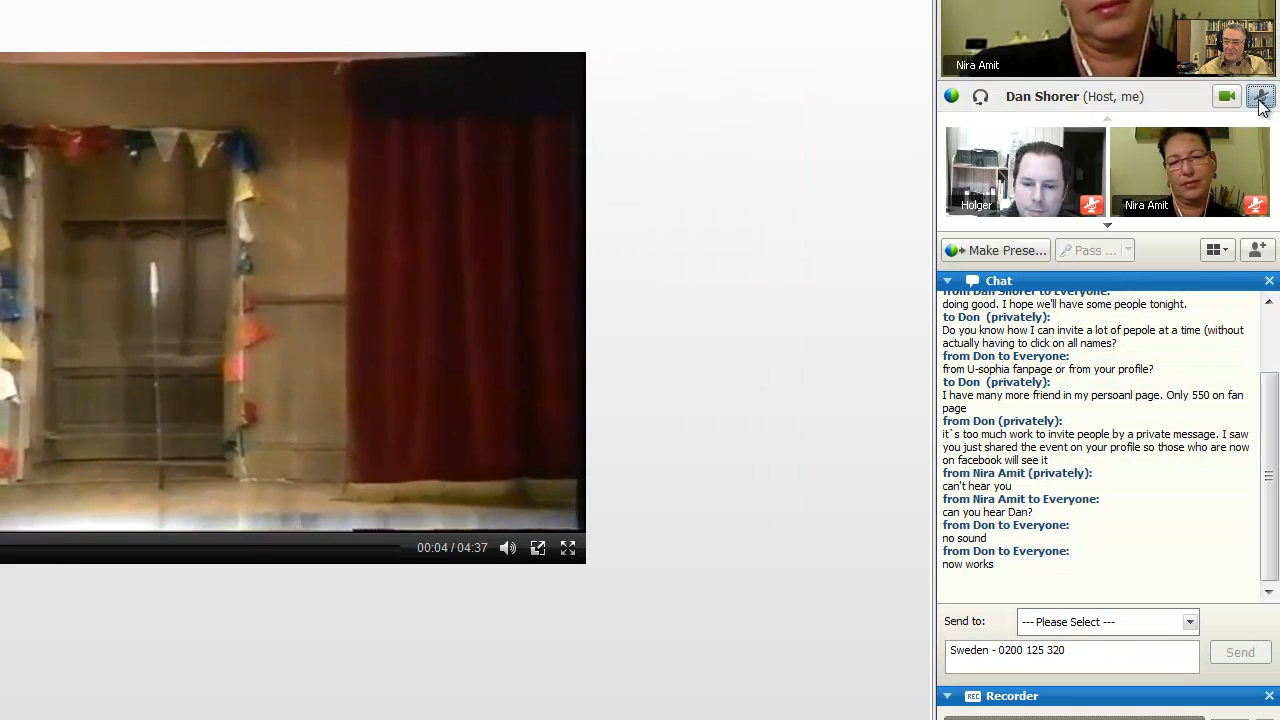 Nira Amit
Dan Shorer (Host, me)
Holger
Nira Amit
Make Prese...
Pass ...
Chat
from Dan Shorer to Everyone:
doing good. I hope we'll have some people tonight.
to Don (privately):
Do you know how I can invite a lot of pepole at a time (without
actually having to click on all names?
from Don to Everyone:
from U-sophia fanpage or from your profile?
to Don (privately):
I have many more friend in my persoanl page. Only 550 on fan
page
from Don (privately):
it`s too much work to invite people by a private message. I saw
you just shared the event on your profile so those who are now
on facebook will see it
from Nira Amit (privately):
can't hear you
from Nira Amit to Everyone:
can you hear Dan?
from Don to Everyone:
no sound
from Don to Everyone:
now works
00:04 / 04:37
Send to:
--- Please Select ---
Sweden - 0200 125 320
Send
REC Recorder